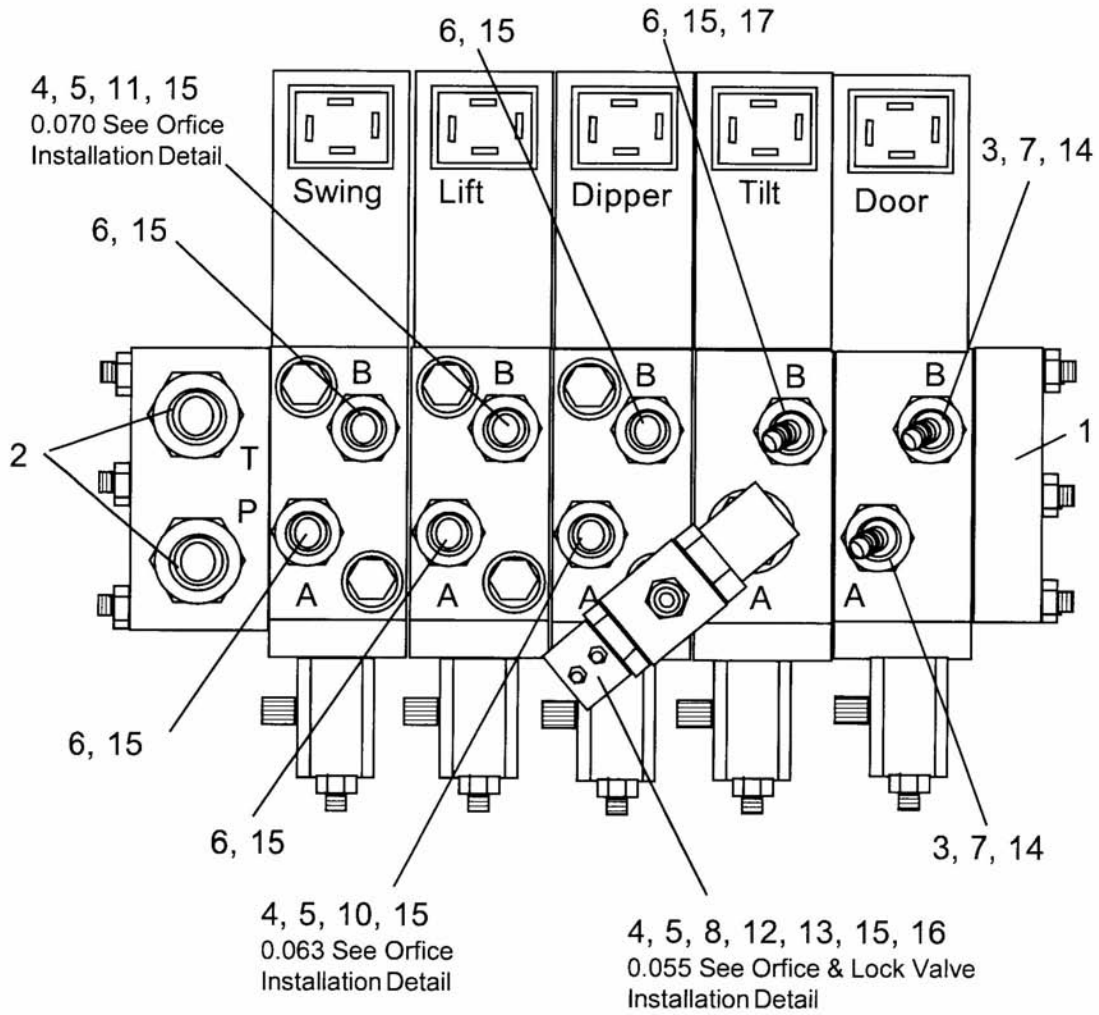 6, 15
6, 15, 17
4, 5, 11, 15
0.070 See Orfice
Installation Detail
3, 7, 14
Swing
Lift
Dipper
Tilt
Door
6, 15
B
B
B
B
B
2
T
1
P
A
A
A
A
A
6, 15
6, 15
3, 7, 14
4, 5, 10, 15
0.063 See Orfice
Installation Detail
4, 5, 8, 12, 13, 15, 16
0.055 See Orfice & Lock Valve
Installation Detail